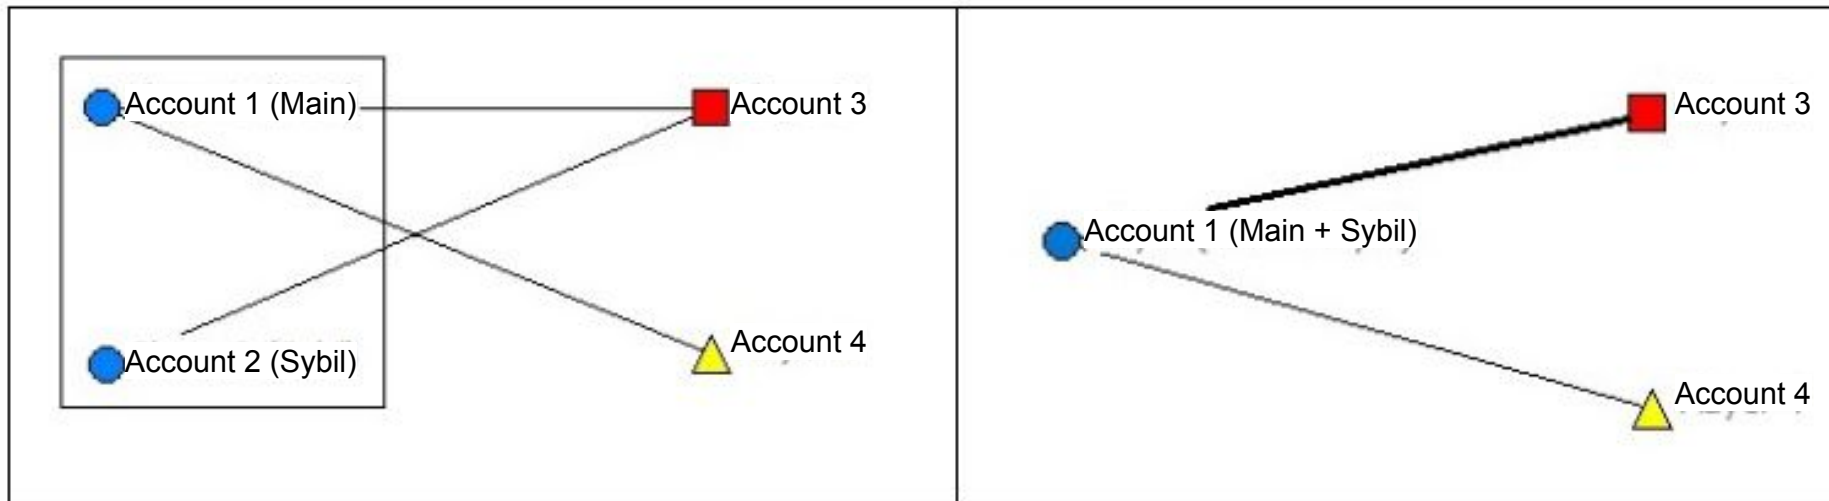 Account 1 (Main)
Account 3
Account 2 (Sybil)
Account 4
Account 3
Account 1 (Main + Sybil)
Account 4